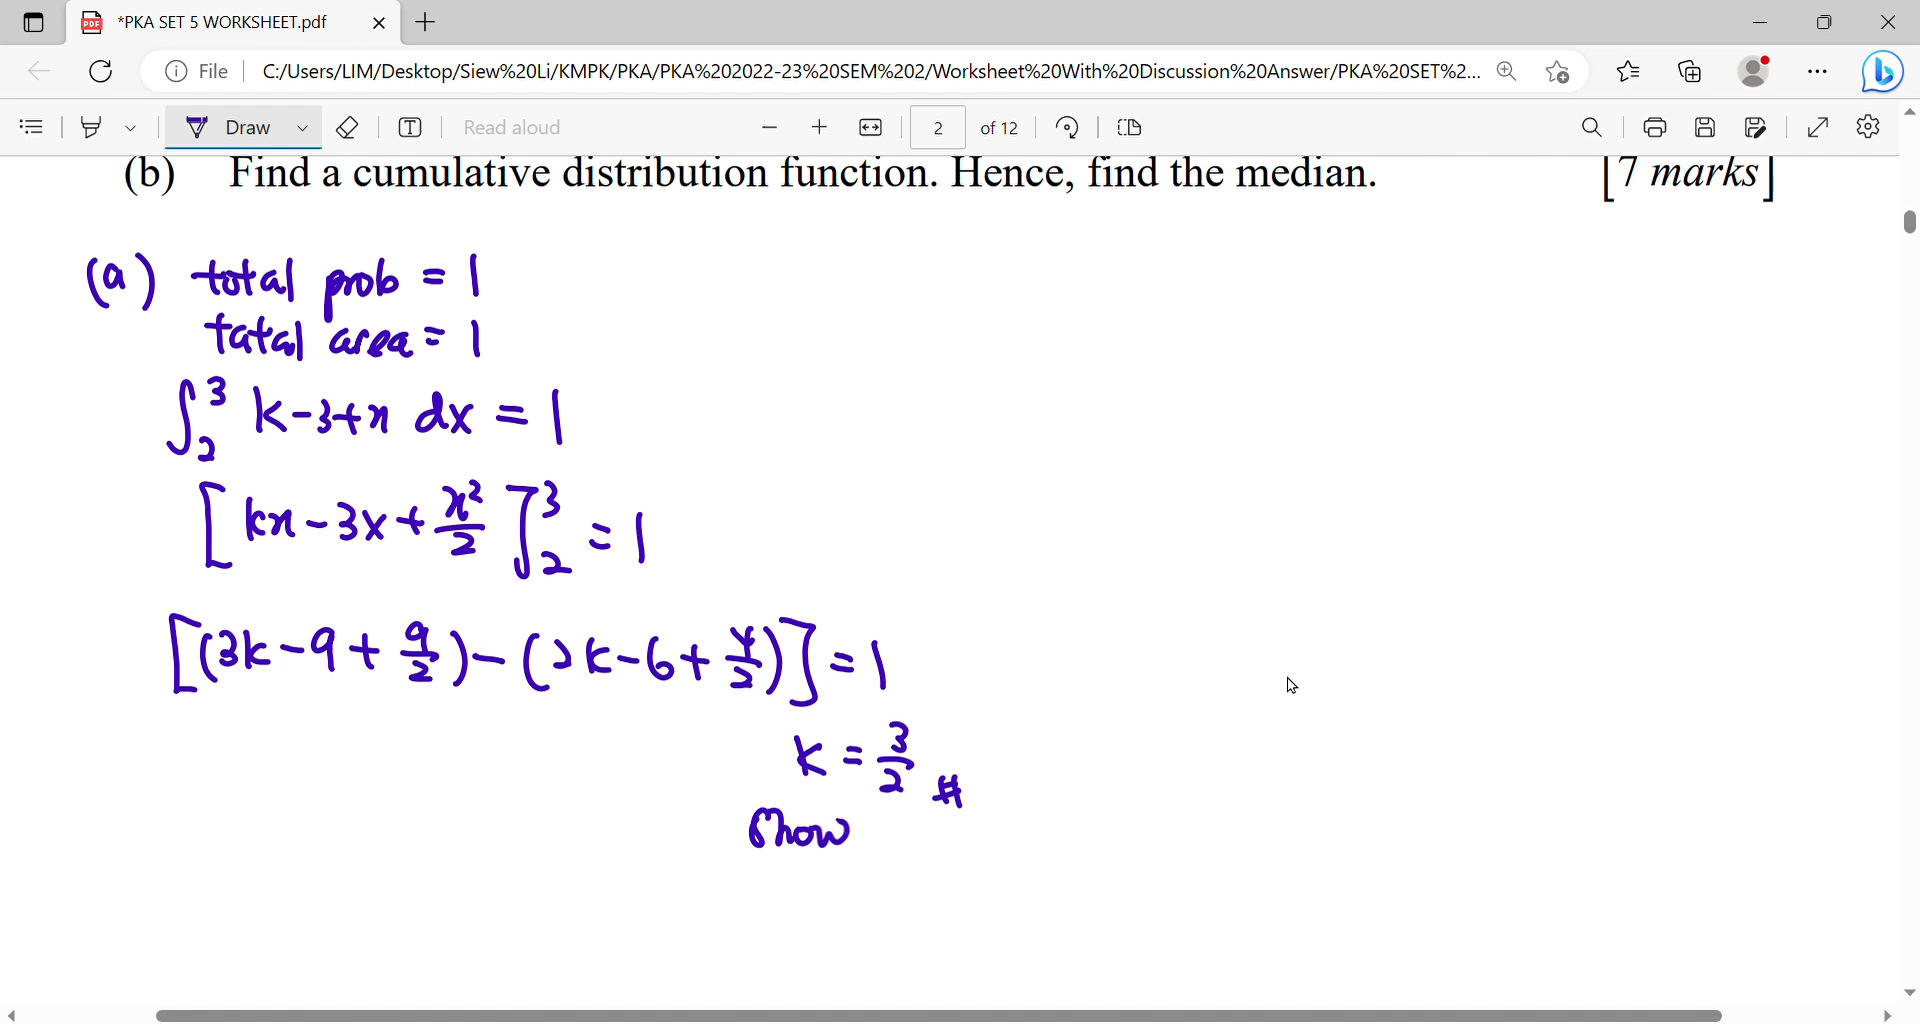 *PKA SET 5 WORKSHEET.pdf
File C:/Users/LIM/Desktop/Siew%20Li/KMPK/PKA/PKA%202022-23%20SEM%202/Worksheet%20With%20Discussion%20Answer/PKA%20SET%2...
Draw Read aloud 2 of 12
(b) Find a cumulative distribution function. Hence, find the median. [7 marks]
(a) total prob = 1
tatal area = 1
∫₂³ k-3+x dx = 1
[kx - 3x + x²/2]₂³ = 1
[(3k - 9 + 9/2) - (2k - 6 + 4/2)] = 1
k = 3/2 #
Show